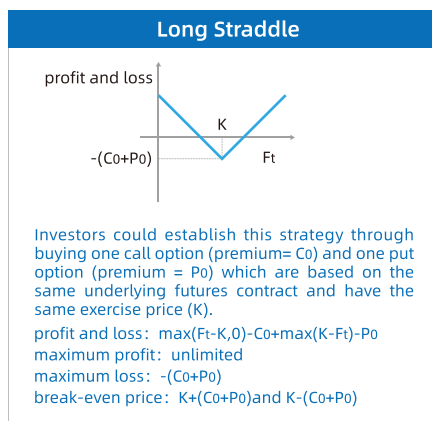 Long Straddle
profit and loss
K
-(C0+P0)
Ft
Investors could establish this strategy through
buying one call option (premium= C0) and one put
option (premium = P0) which are based on the
same underlying futures contract and have the
same exercise price (K).
profit and loss: max(Ft-K,0)-C0+max(K-Ft)-P0
maximum profit: unlimited
maximum loss: -(C0+P0)
break-even price: K+(C0+P0)and K-(C0+P0)